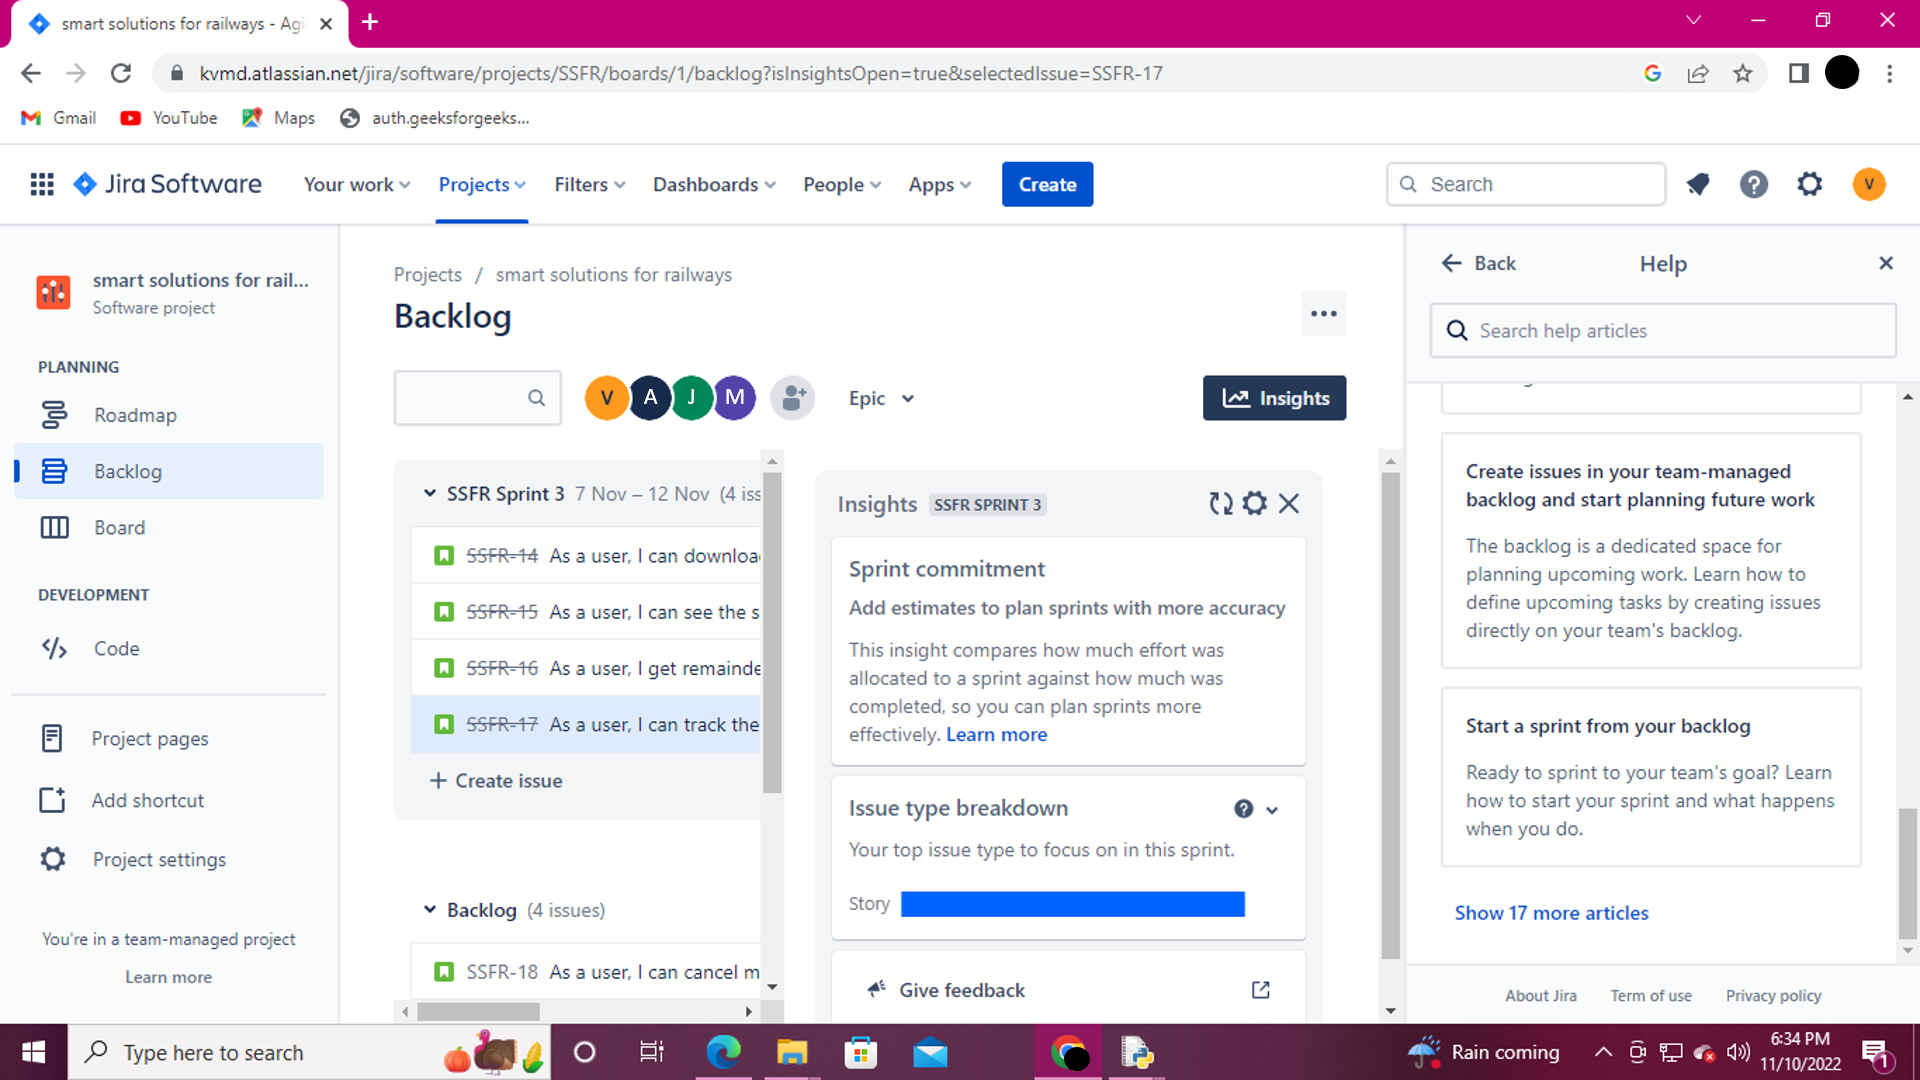 smart solutions for railways - Agi
kvmd.atlassian.net/jira/software/projects/SSFR/boards/1/backlog?isInsightsOpen=true&selectedIssue=SSFR-17
Gmail YouTube Maps auth.geeksforgeeks...
Jira Software Your work Projects Filters Dashboards People Apps Create Search V
smart solutions for rail...
Software project
PLANNING
Roadmap
Backlog
Board
DEVELOPMENT
Code
Project pages
Add shortcut
Project settings
You're in a team-managed project
Learn more
Projects / smart solutions for railways
Backlog
V A J M Epic Insights
SSFR Sprint 3 7 Nov – 12 Nov (4 iss
SSFR-14 As a user, I can downloa
SSFR-15 As a user, I can see the s
SSFR-16 As a user, I get remainde
SSFR-17 As a user, I can track the
+ Create issue
Backlog (4 issues)
SSFR-18 As a user, I can cancel m
Insights SSFR SPRINT 3
Sprint commitment
Add estimates to plan sprints with more accuracy
This insight compares how much effort was
allocated to a sprint against how much was
completed, so you can plan sprints more
effectively. Learn more
Issue type breakdown
Your top issue type to focus on in this sprint.
Story
Give feedback
Back Help
Search help articles
Create issues in your team-managed
backlog and start planning future work
The backlog is a dedicated space for
planning upcoming work. Learn how to
define upcoming tasks by creating issues
directly on your team's backlog.
Start a sprint from your backlog
Ready to sprint to your team's goal? Learn
how to start your sprint and what happens
when you do.
Show 17 more articles
About Jira Term of use Privacy policy
Type here to search
Rain coming
6:34 PM
11/10/2022
1